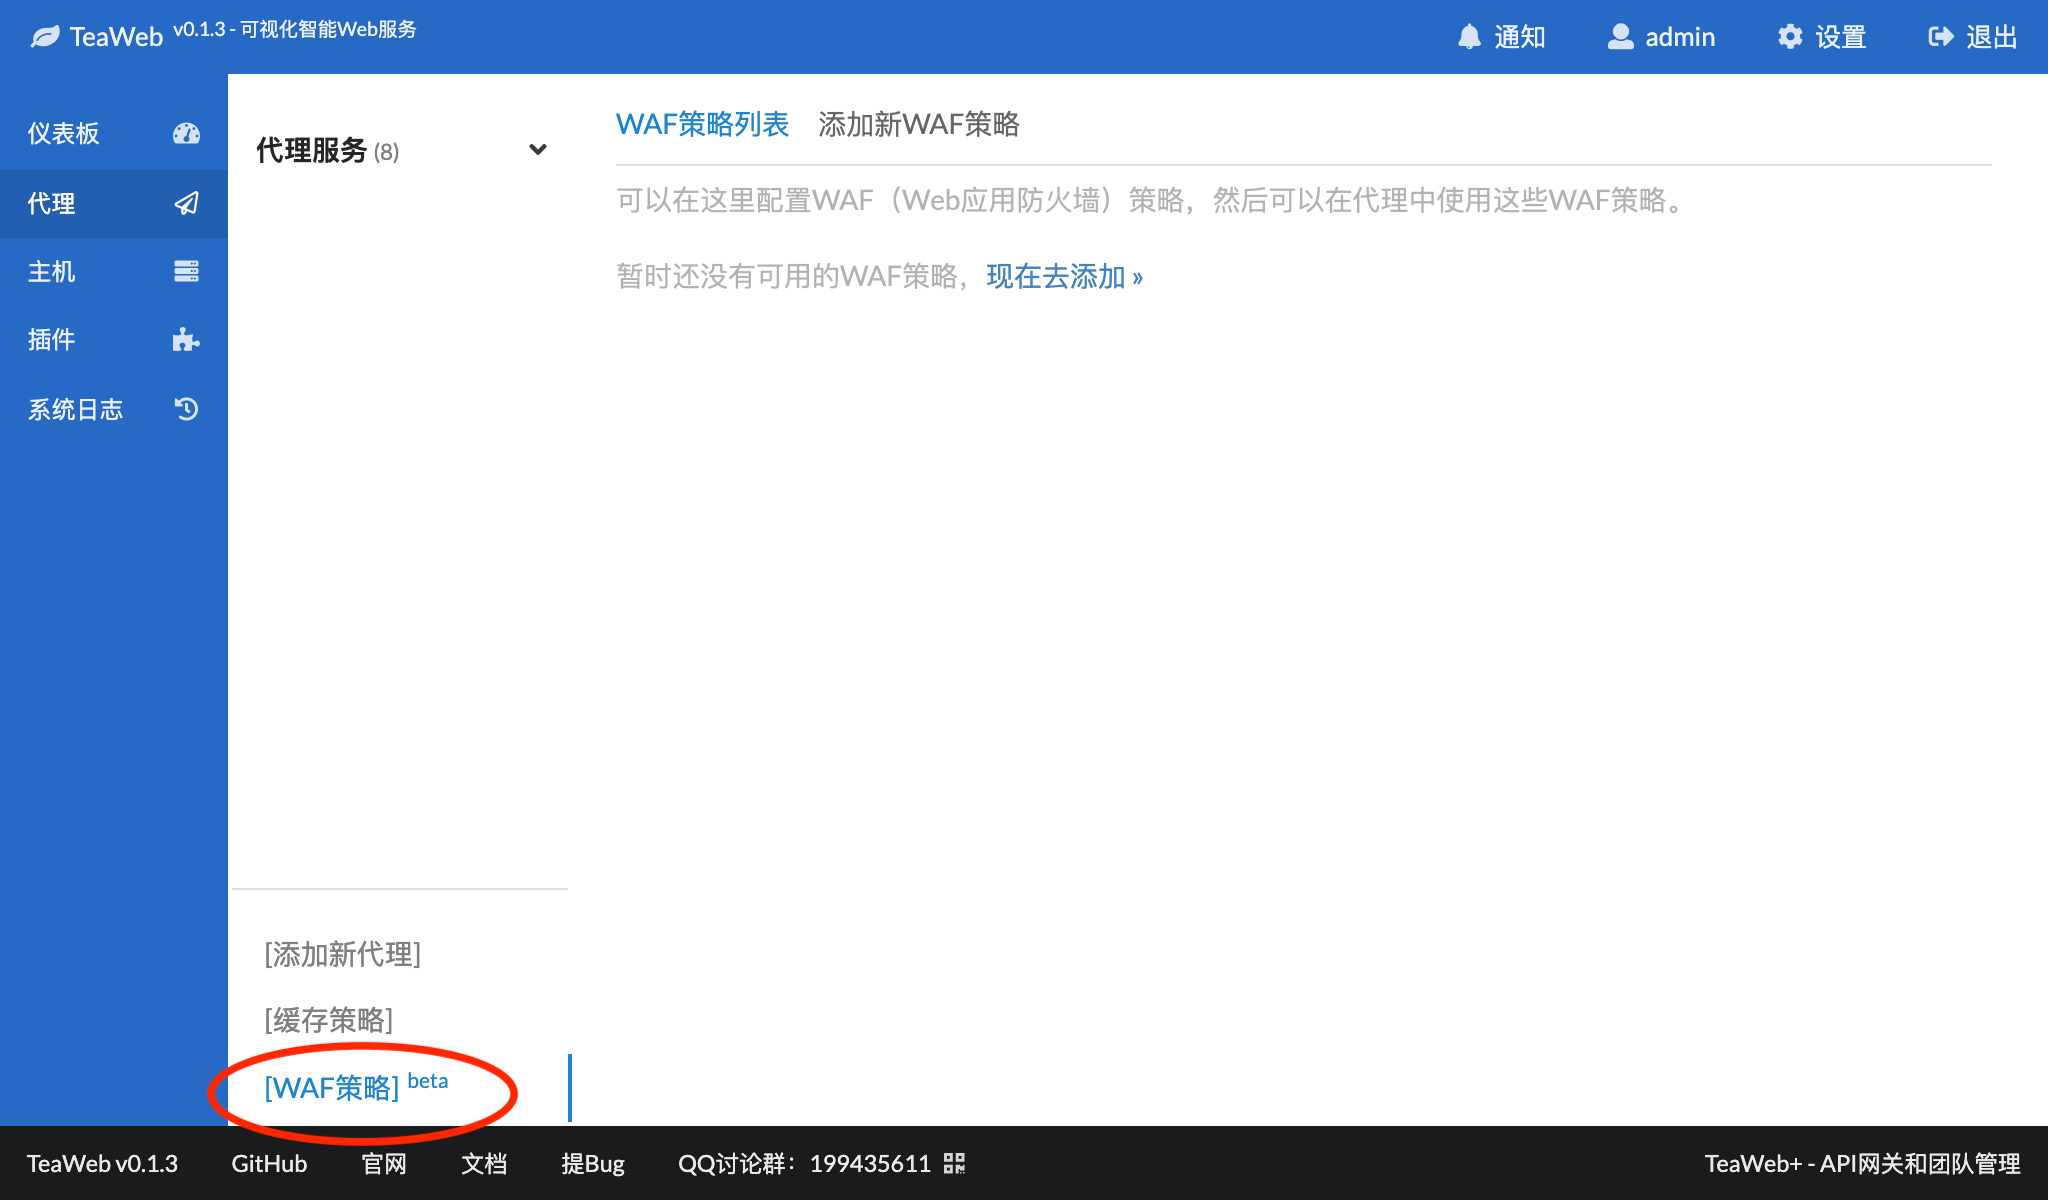 TeaWeb v0.1.3 - 可视化智能Web服务
通知
admin
设置
退出
仪表板
代理
主机
插件
系统日志
代理服务 (8)
WAF策略列表 添加新WAF策略
可以在这里配置WAF（Web应用防火墙）策略，然后可以在代理中使用这些WAF策略。
暂时还没有可用的WAF策略，现在去添加 »
[添加新代理]
[缓存策略]
[WAF策略] beta
TeaWeb v0.1.3 GitHub 官网 文档 提Bug QQ讨论群：199435611 TeaWeb+ - API网关和团队管理